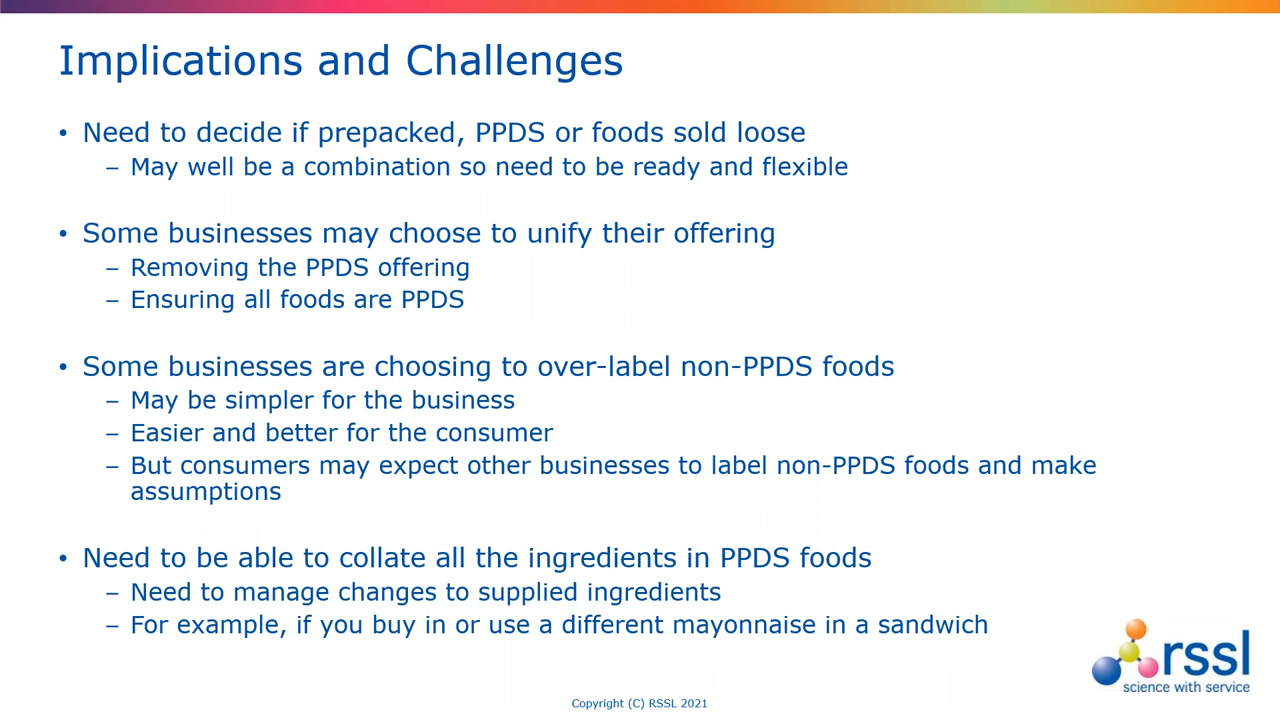 Implications and Challenges
• Need to decide if prepacked, PPDS or foods sold loose
– May well be a combination so need to be ready and flexible
• Some businesses may choose to unify their offering
– Removing the PPDS offering
– Ensuring all foods are PPDS
• Some businesses are choosing to over-label non-PPDS foods
– May be simpler for the business
– Easier and better for the consumer
– But consumers may expect other businesses to label non-PPDS foods and make
assumptions
• Need to be able to collate all the ingredients in PPDS foods
– Need to manage changes to supplied ingredients
– For example, if you buy in or use a different mayonnaise in a sandwich
rssl
science with service
Copyright (C) RSSL 2021